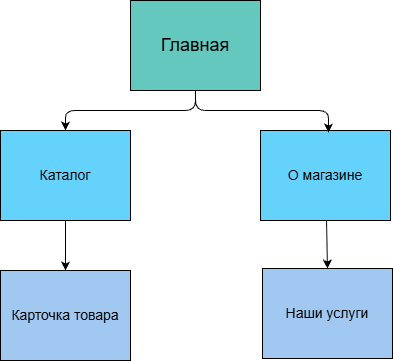 Главная
Каталог
О магазине
Карточка товара
Наши услуги